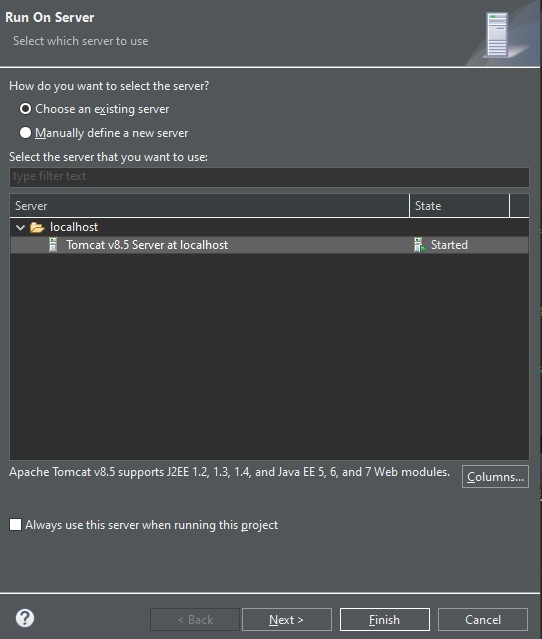 Run On Server
Select which server to use
How do you want to select the server?
Choose an existing server
Manually define a new server
Select the server that you want to use:
type filter text
Server State
localhost
Tomcat v8.5 Server at localhost Started
Apache Tomcat v8.5 supports J2EE 1.2, 1.3, 1.4, and Java EE 5, 6, and 7 Web modules.
Columns...
Always use this server when running this project
? < Back Next > Finish Cancel